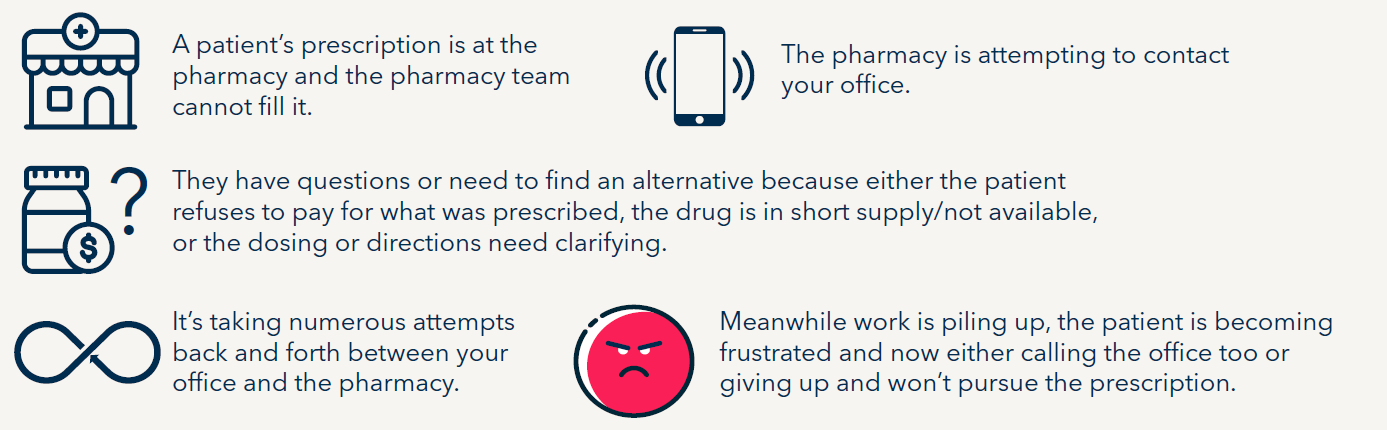 A patient’s prescription is at the
pharmacy and the pharmacy team
cannot fill it.
The pharmacy is attempting to contact
your office.
?
They have questions or need to find an alternative because either the patient
refuses to pay for what was prescribed, the drug is in short supply/not available,
or the dosing or directions need clarifying.
$
It’s taking numerous attempts
back and forth between your
office and the pharmacy.
Meanwhile work is piling up, the patient is becoming
frustrated and now either calling the office too or
giving up and won’t pursue the prescription.